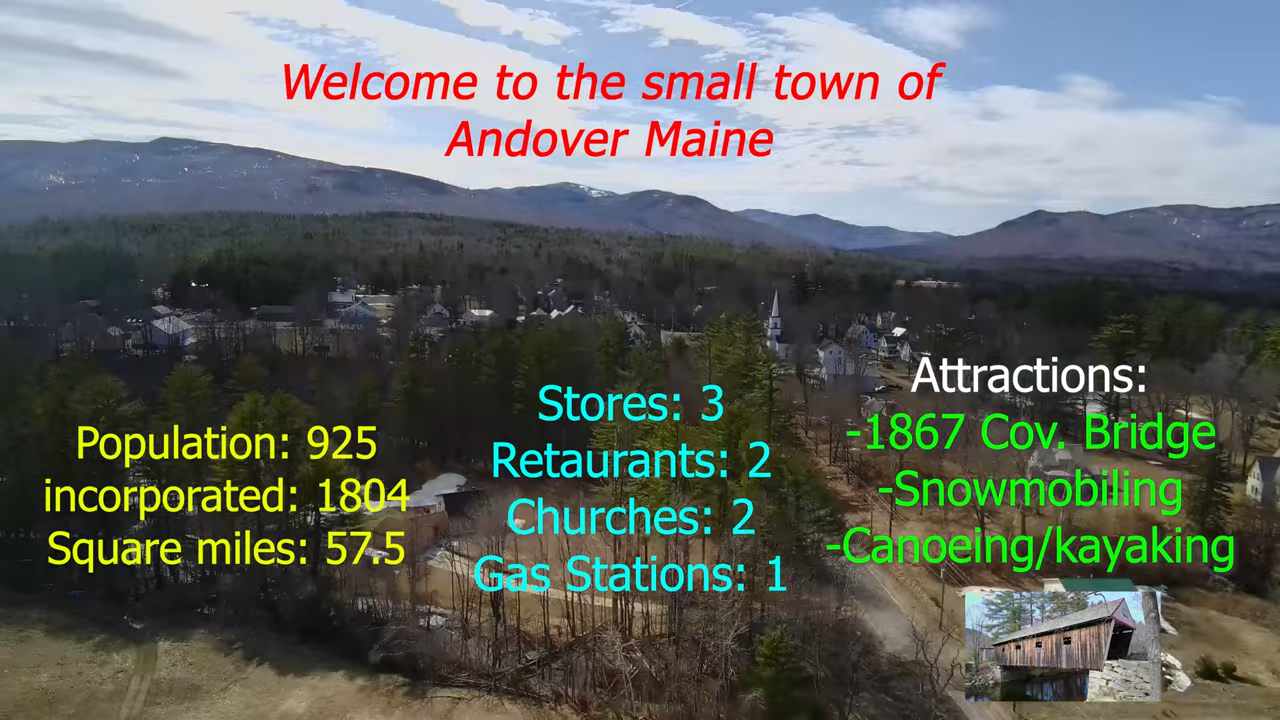 Welcome to the small town of
Andover Maine
Population: 925
incorporated: 1804
Square miles: 57.5
Stores: 3
Retaurants: 2
Churches: 2
Gas Stations: 1
Attractions:
-1867 Cov. Bridge
-Snowmobiling
-Canoeing/kayaking